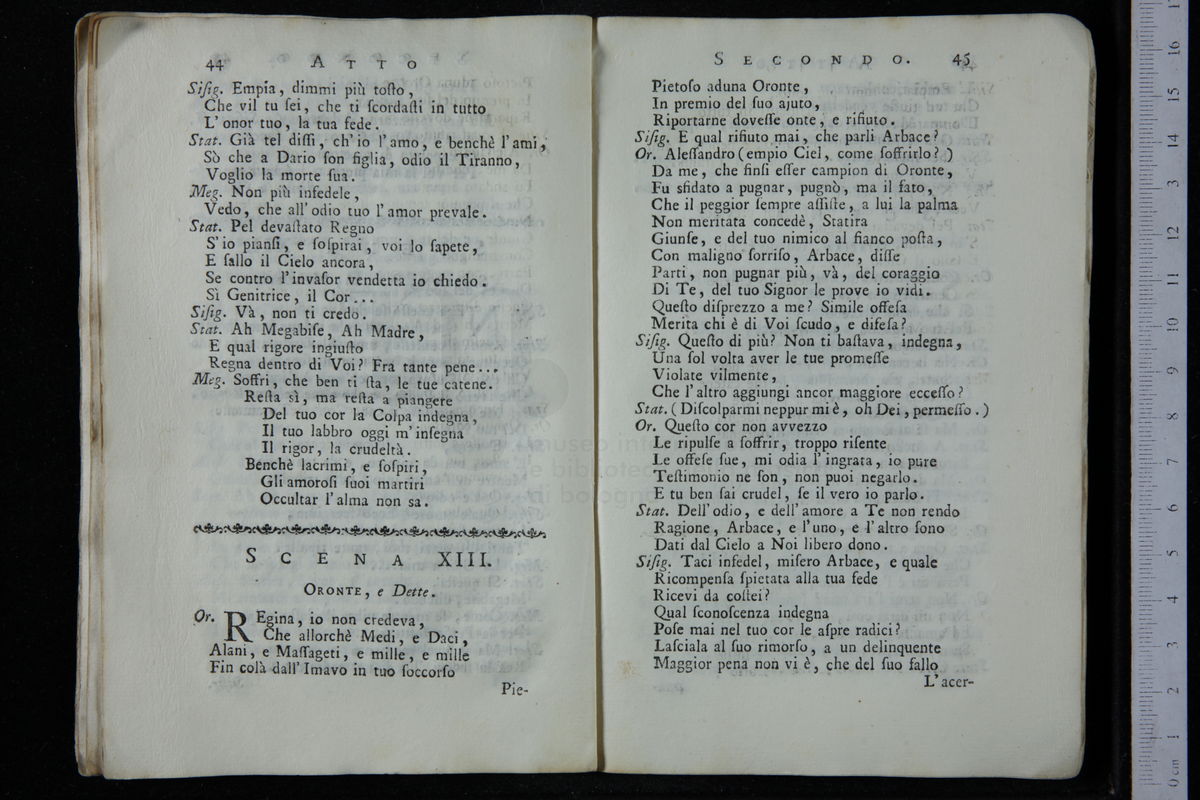 44 ATTO
Siſig. Empia, dimmi più toſto,
Che vil tu ſei, che ti ſcordaſti in tutto
L'onor tuo, la tua fede.
Stat. Già tel diſſi, ch'io l'amo, e benchè l'ami,
Sò che a Dario ſon figlia, odio il Tiranno,
Voglio la morte ſua.
Meg. Non più infedele,
Vedo, che all'odio tuo l'amor prevale.
Stat. Pel devaſtato Regno
S'io pianſi, e ſoſpirai, voi lo ſapete,
E ſallo il Cielo ancora,
Se contro l'invaſor vendetta io chiedo.
Sì Genitrice, il Cor...
Siſig. Và, non ti credo.
Stat. Ah Megabiſe, Ah Madre,
E qual rigore ingiuſto
Regna dentro di Voi? Fra tante pene...
Meg. Soffri, che ben ti ſta, le tue catene.
Reſta sì, ma reſta a piangere
Del tuo cor la Colpa indegna,
Il tuo labbro oggi m'inſegna
Il rigor, la crudeltà.
Benchè lacrimi, e ſoſpiri,
Gli amoroſi ſuoi martiri
Occultar l'alma non sa.
SCENA XIII.
ORONTE, e Dette.
Or. REgina, io non credeva,
Che allorchè Medi, e Daci,
Alani, e Maſſageti, e mille, e mille
Fin colà dall'Imavo in tuo ſoccorſo
Pie-
SECONDO. 45
Pietoſo aduna Oronte,
In premio del ſuo ajuto,
Riportarne doveſſe onte, e rifiuto.
Siſig. E qual rifiuto mai, che parli Arbace?
Or. Aleſſandro (empio Ciel, come ſoffrirlo?)
Da me, che finſi eſſer campion di Oronte,
Fu sfidato a pugnar, pugnò, ma il fato,
Che il peggior ſempre aſſiſte, a lui la palma
Non meritata concedè, Statira
Giunſe, e del tuo nimico al fianco poſta,
Con maligno ſorriſo, Arbace, diſſe
Parti, non pugnar più, và, del coraggio
Di Te, del tuo Signor le prove io vidi.
Queſto diſprezzo a me? Simile offeſa
Merita chi è di Voi ſcudo, e difeſa?
Siſig. Queſto di più? Non ti baſtava, indegna,
Una ſol volta aver le tue promeſſe
Violate vilmente,
Che l'altro aggiungi ancor maggiore ecceſſo?
Stat. (Diſcolparmi neppur mi è, oh Dei, permeſſo.)
Or. Queſto cor non avvezzo
Le ripulſe a ſoffrir, troppo riſente
Le offeſe ſue, mi odia l'ingrata, io pure
Teſtimonio ne ſon, non puoi negarlo.
E tu ben ſai crudel, ſe il vero io parlo.
Stat. Dell'odio, e dell'amore a Te non rendo
Ragione, Arbace, e l'uno, e l'altro ſono
Dati dal Cielo a Noi libero dono.
Siſig. Taci infedel, miſero Arbace, e quale
Ricompenſa ſpietata alla tua fede
Ricevi da coſtei?
Qual ſconoſcenza indegna
Poſe mai nel tuo cor le aſpre radici?
Laſciala al ſuo rimorſo, a un delinquente
Maggior pena non vi è, che del ſuo fallo
L'acer-